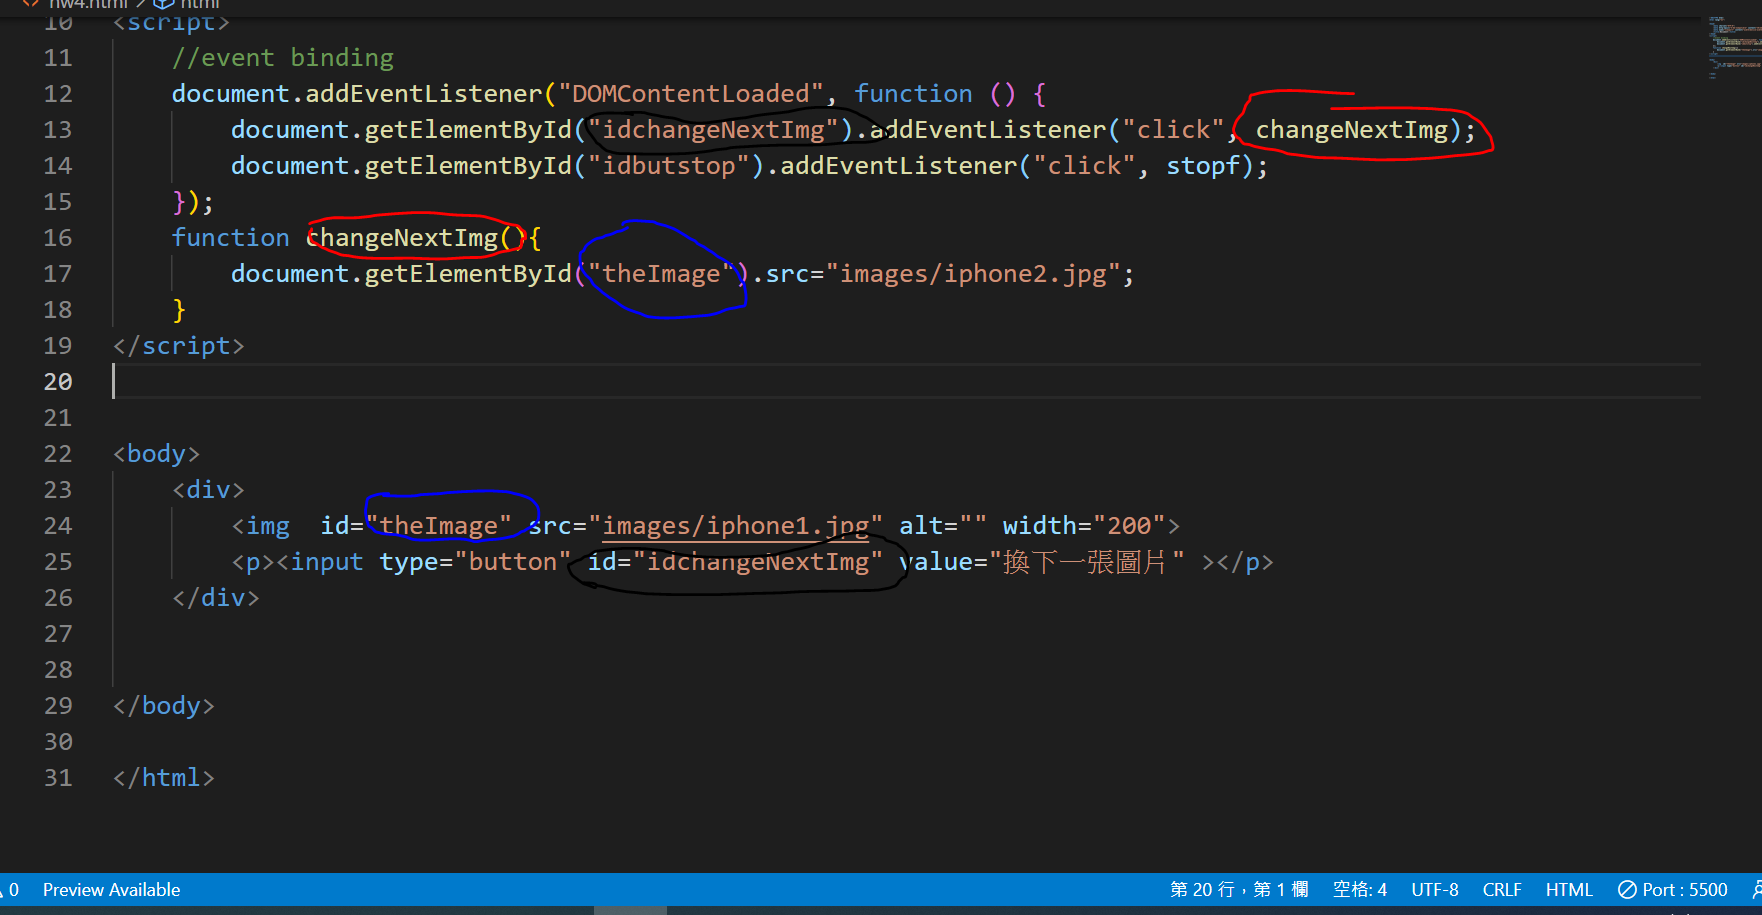 hw4.html > html
10 <script>
11 //event binding
12 document.addEventListener("DOMContentLoaded", function () {
13 document.getElementById("idchangeNextImg").addEventListener("click", changeNextImg);
14 document.getElementById("idbutstop").addEventListener("click", stopf);
15 });
16 function changeNextImg(){
17 document.getElementById("theImage").src="images/iphone2.jpg";
18 }
19 </script>
20
21
22 <body>
23 <div>
24 <img id="theImage" src="images/iphone1.jpg" alt="" width="200">
25 <p><input type="button" id="idchangeNextImg" value="換下一張圖片" ></p>
26 </div>
27
28
29 </body>
30
31 </html>
0 Preview Available 第 20 行，第 1 欄 空格: 4 UTF-8 CRLF HTML Port : 5500